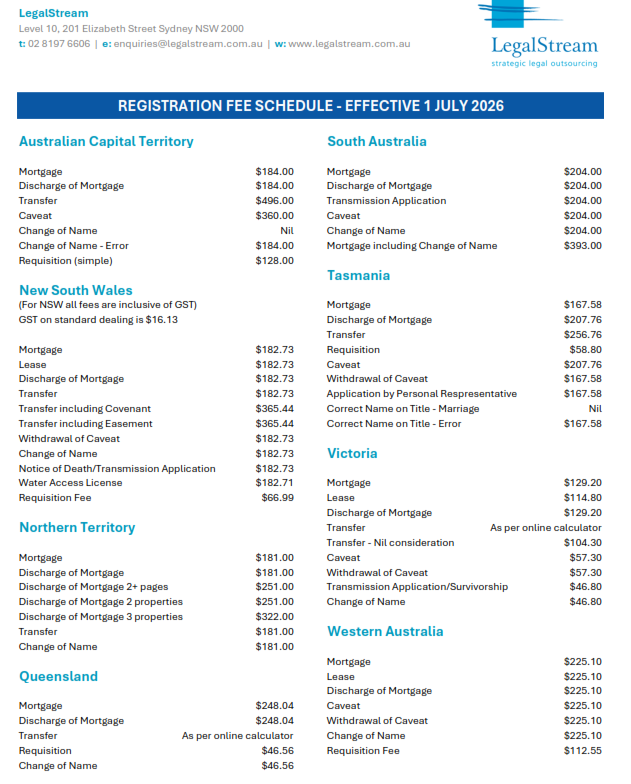 LegalStream
Level 10, 201 Elizabeth Street Sydney NSW 2000
t: 02 8197 6606 | e: enquiries@legalstream.com.au | w: www.legalstream.com.au
LegalStream
strategic legal outsourcing
REGISTRATION FEE SCHEDULE - EFFECTIVE 1 JULY 2026
Australian Capital Territory
Mortgage $184.00
Discharge of Mortgage $184.00
Transfer $496.00
Caveat $360.00
Change of Name Nil
Change of Name - Error $184.00
Requisition (simple) $128.00
New South Wales
(For NSW all fees are inclusive of GST)
GST on standard dealing is $16.13
Mortgage $182.73
Lease $182.73
Discharge of Mortgage $182.73
Transfer $182.73
Transfer including Covenant $365.44
Transfer including Easement $365.44
Withdrawal of Caveat $182.73
Change of Name $182.73
Notice of Death/Transmission Application $182.73
Water Access License $182.71
Requisition Fee $66.99
Northern Territory
Mortgage $181.00
Discharge of Mortgage $181.00
Discharge of Mortgage 2+ pages $251.00
Discharge of Mortgage 2 properties $251.00
Discharge of Mortgage 3 properties $322.00
Transfer $181.00
Change of Name $181.00
Queensland
Mortgage $248.04
Discharge of Mortgage $248.04
Transfer As per online calculator
Requisition $46.56
Change of Name $46.56
South Australia
Mortgage $204.00
Discharge of Mortgage $204.00
Transmission Application $204.00
Caveat $204.00
Change of Name $204.00
Mortgage including Change of Name $393.00
Tasmania
Mortgage $167.58
Discharge of Mortgage $207.76
Transfer $256.76
Requisition $58.80
Caveat $207.76
Withdrawal of Caveat $167.58
Application by Personal Respresentative $167.58
Correct Name on Title - Marriage Nil
Correct Name on Title - Error $167.58
Victoria
Mortgage $129.20
Lease $114.80
Discharge of Mortgage $129.20
Transfer As per online calculator
Transfer - Nil consideration $104.30
Caveat $57.30
Withdrawal of Caveat $57.30
Transmission Application/Survivorship $46.80
Change of Name $46.80
Western Australia
Mortgage $225.10
Lease $225.10
Discharge of Mortgage $225.10
Caveat $225.10
Withdrawal of Caveat $225.10
Change of Name $225.10
Requisition Fee $112.55